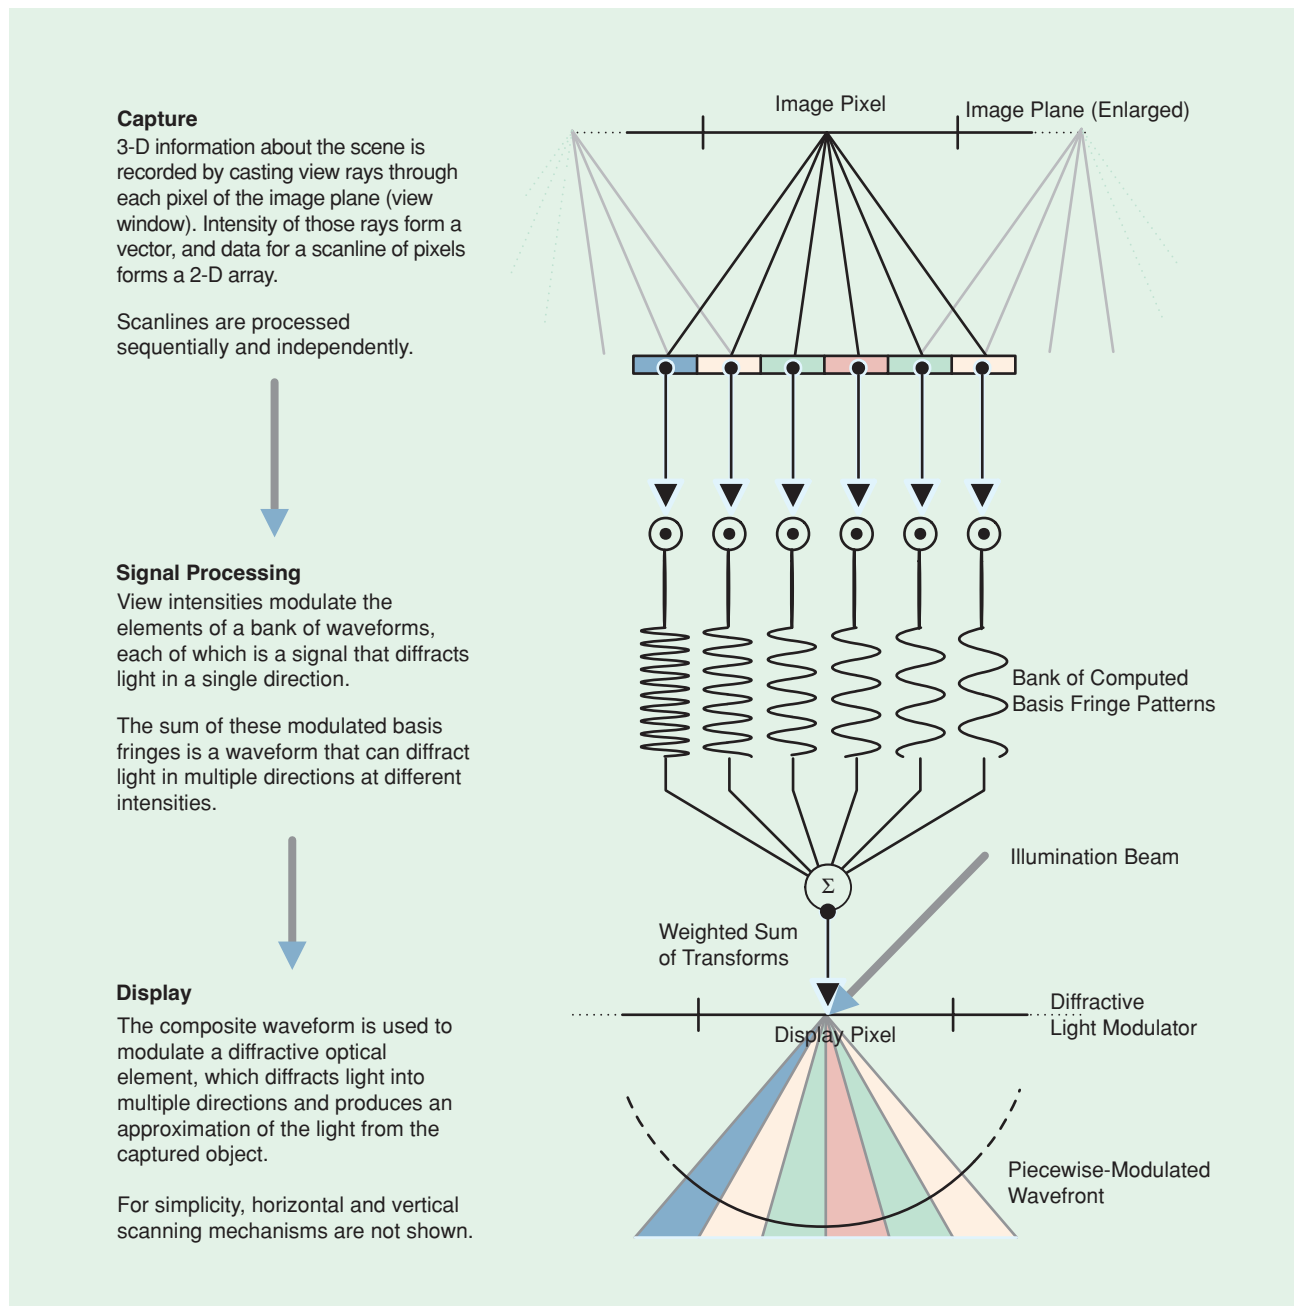 Capture
3-D information about the scene is
recorded by casting view rays through
each pixel of the image plane (view
window). Intensity of those rays form a
vector, and data for a scanline of pixels
forms a 2-D array.
Scanlines are processed
sequentially and independently.
Image Pixel
Image Plane (Enlarged)
Signal Processing
View intensities modulate the
elements of a bank of waveforms,
each of which is a signal that diffracts
light in a single direction.
The sum of these modulated basis
fringes is a waveform that can diffract
light in multiple directions at different
intensities.
Bank of Computed
Basis Fringe Patterns
Illumination Beam
Σ
Weighted Sum
of Transforms
Display
The composite waveform is used to
modulate a diffractive optical
element, which diffracts light into
multiple directions and produces an
approximation of the light from the
captured object.
For simplicity, horizontal and vertical
scanning mechanisms are not shown.
Diffractive
Light Modulator
Display Pixel
Piecewise-Modulated
Wavefront